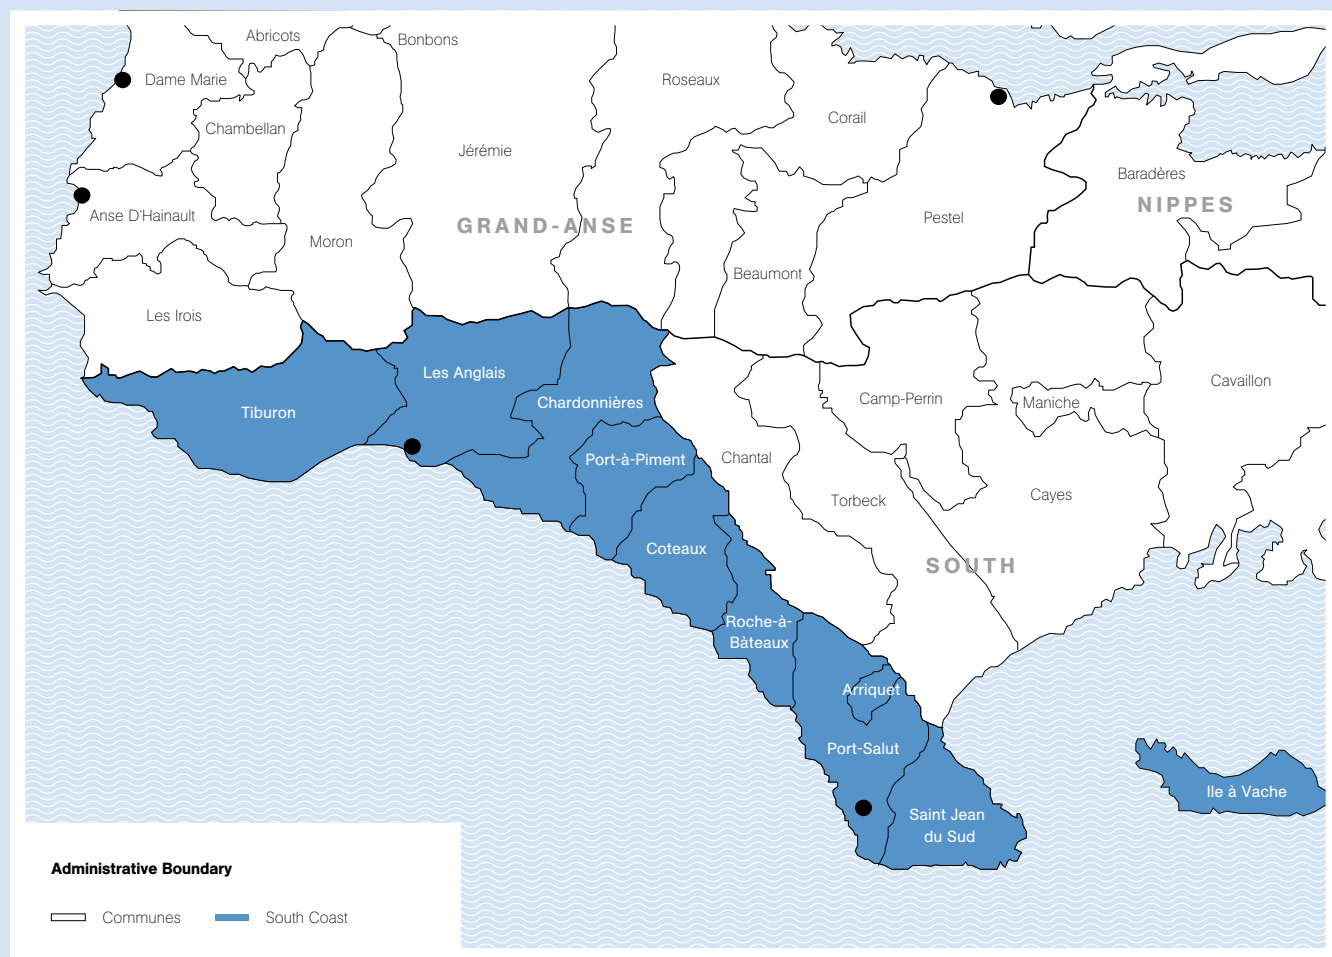 Abricots
Bonbons
Dame Marie
Roseaux
Chambellan
Corail
Jérémie
Baradères
NIPPES
Anse D'Hainault
GRAND-ANSE
Pestel
Moron
Beaumont
Les Irois
Les Anglais
Cavaillon
Chardonnières
Camp-Perrin
Maniche
Tiburon
Port-à-Piment
Chantal
Torbeck
Cayes
Coteaux
SOUTH
Roche-à-
Bàteaux
Arriquet
Port-Salut
Ile à Vache
Saint Jean
du Sud
Administrative Boundary
Communes
South Coast